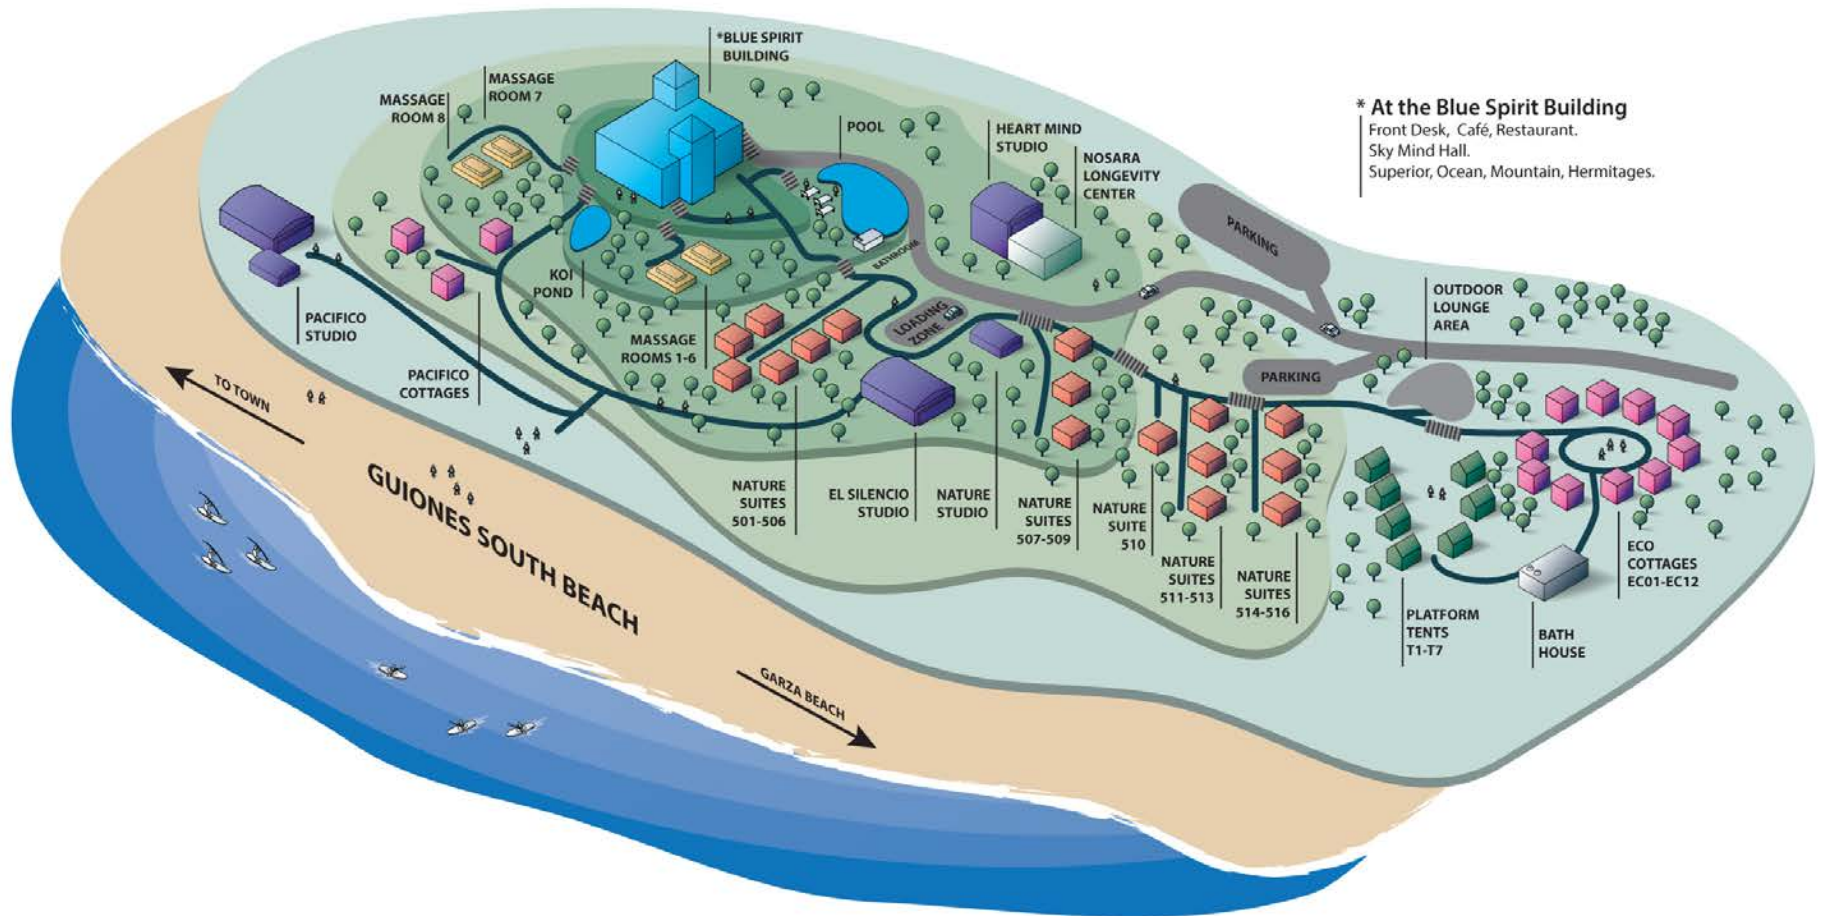 *BLUE SPIRIT
BUILDING
MASSAGE
ROOM 7
MASSAGE
ROOM 8
POOL
HEART MIND
STUDIO
NOSARA
LONGEVITY
CENTER
* At the Blue Spirit Building
Front Desk, Café, Restaurant.
Sky Mind Hall.
Superior, Ocean, Mountain, Hermitages.
PARKING
BATHROOM
KOI
POND
OUTDOOR
LOUNGE
AREA
PACIFICO
STUDIO
LOADING
ZONE
MASSAGE
ROOMS 1-6
PACIFICO
COTTAGES
PARKING
TO TOWN
GUIONES SOUTH BEACH
NATURE
SUITES
501-506
EL SILENCIO
STUDIO
NATURE
STUDIO
NATURE
SUITES
507-509
NATURE
SUITE
510
NATURE
SUITES
511-513
NATURE
SUITES
514-516
ECO
COTTAGES
EC01-EC12
PLATFORM
TENTS
T1-T7
BATH
HOUSE
GARZA BEACH